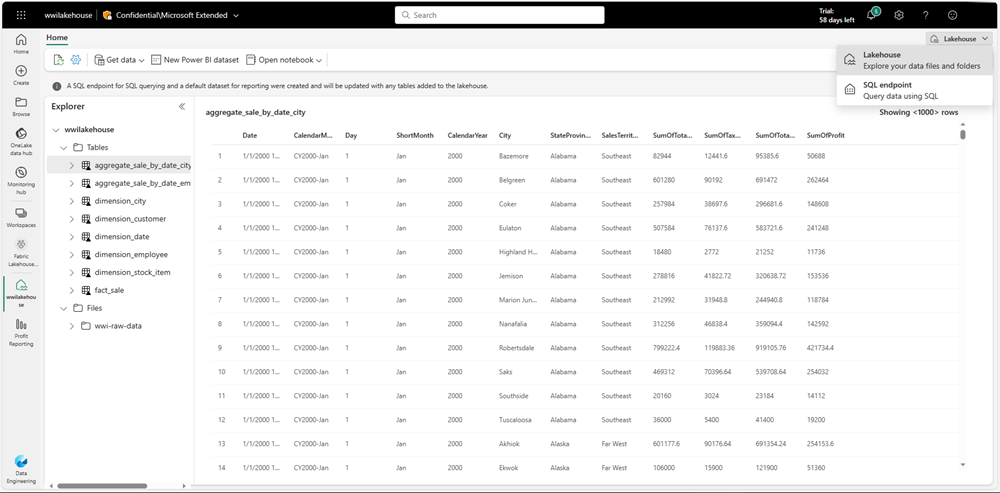 wwilakehouse Confidential\Microsoft Extended Search Trial: 58 days left 5
Home Lakehouse
Get data New Power BI dataset Open notebook
Lakehouse
Explore your data files and folders
SQL endpoint
Query data using SQL
A SQL endpoint for SQL querying and a default dataset for reporting were created and will be updated with any tables added to the lakehouse.
Home
Create
Browse
OneLake data hub
Monitoring hub
Workspaces
Fabric Lakehouse...
wwilakehouse
Profit Reporting
Data Engineering
Explorer
wwilakehouse
Tables
aggregate_sale_by_date_city
aggregate_sale_by_date_em
dimension_city
dimension_customer
dimension_date
dimension_employee
dimension_stock_item
fact_sale
Files
wwi-raw-data
aggregate_sale_by_date_city Showing <1000> rows
Date CalendarM... Day ShortMonth CalendarYear City StateProvin... SalesTerrit... SumOfTota... SumOfTax... SumOfTota... SumOfProfit
1 1/1/2000 1... CY2000-Jan 1 Jan 2000 Bazemore Alabama Southeast 82944 12441.6 95385.6 50688
2 1/1/2000 1... CY2000-Jan 1 Jan 2000 Belgreen Alabama Southeast 601280 90192 691472 262464
3 1/1/2000 1... CY2000-Jan 1 Jan 2000 Coker Alabama Southeast 257984 38697.6 296681.6 148608
4 1/1/2000 1... CY2000-Jan 1 Jan 2000 Eulaton Alabama Southeast 507584 76137.6 583721.6 241248
5 1/1/2000 1... CY2000-Jan 1 Jan 2000 Highland H... Alabama Southeast 18480 2772 21252 11736
6 1/1/2000 1... CY2000-Jan 1 Jan 2000 Jemison Alabama Southeast 278816 41822.72 320638.72 153536
7 1/1/2000 1... CY2000-Jan 1 Jan 2000 Marion Jun... Alabama Southeast 212992 31948.8 244940.8 118784
8 1/1/2000 1... CY2000-Jan 1 Jan 2000 Nanafalia Alabama Southeast 312256 46838.4 359094.4 142592
9 1/1/2000 1... CY2000-Jan 1 Jan 2000 Robertsdale Alabama Southeast 799222.4 119883.36 919105.76 421734.4
10 1/1/2000 1... CY2000-Jan 1 Jan 2000 Saks Alabama Southeast 469312 70396.64 539708.64 254032
11 1/1/2000 1... CY2000-Jan 1 Jan 2000 Southside Alabama Southeast 20160 3024 23184 14112
12 1/1/2000 1... CY2000-Jan 1 Jan 2000 Tuscaloosa Alabama Southeast 36000 5400 41400 19200
13 1/1/2000 1... CY2000-Jan 1 Jan 2000 Akhiok Alaska Far West 601177.6 90176.64 691354.24 254153.6
14 1/1/2000 1... CY2000-Jan 1 Jan 2000 Ekwok Alaska Far West 106000 15900 121900 51360